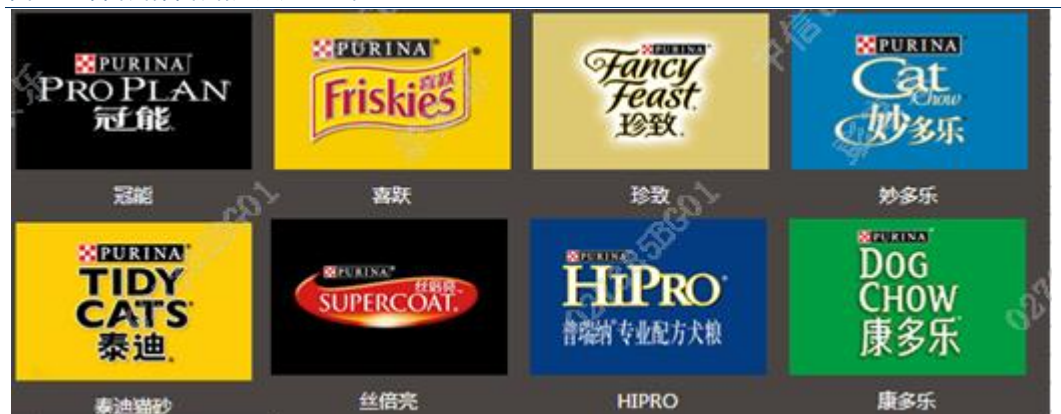 PURINA
PRO PLAN
冠能
PURINA
喜跃
Friskies
PURINA
Fancy
Feast
珍致
PURINA
Cat
Chow
妙多乐
冠能
喜跃
珍致
妙多乐
PURINA
TIDY
CATS
泰迪
PURINA
丝倍亮
SUPERCOAT
PURINA
HIPRO
普瑞纳 专业配方犬粮
PURINA
DOG
CHOW
康多乐
泰迪猫砂
丝倍亮
HIPRO
康多乐